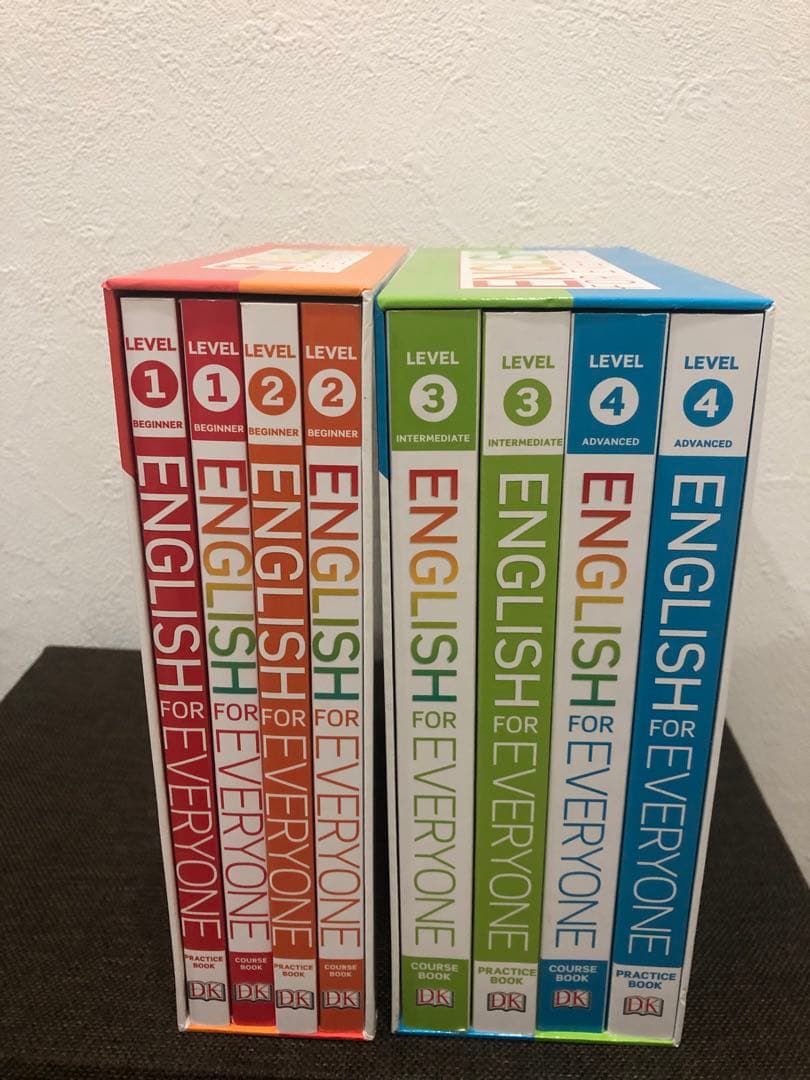 LEVEL
1
BEGINNER
ENGLISH FOR EVERYONE
PRACTICE
BOOK
DK
LEVEL
1
BEGINNER
ENGLISH FOR EVERYONE
COURSE
BOOK
DK
LEVEL
2
BEGINNER
ENGLISH FOR EVERYONE
PRACTICE
BOOK
DK
LEVEL
2
BEGINNER
ENGLISH FOR EVERYONE
COURSE
BOOK
DK
LEVEL
3
INTERMEDIATE
ENGLISH FOR EVERYONE
COURSE
BOOK
DK
LEVEL
3
INTERMEDIATE
ENGLISH FOR EVERYONE
PRACTICE
BOOK
DK
LEVEL
4
ADVANCED
ENGLISH FOR EVERYONE
COURSE
BOOK
DK
LEVEL
4
ADVANCED
ENGLISH FOR EVERYONE
PRACTICE
BOOK
DK